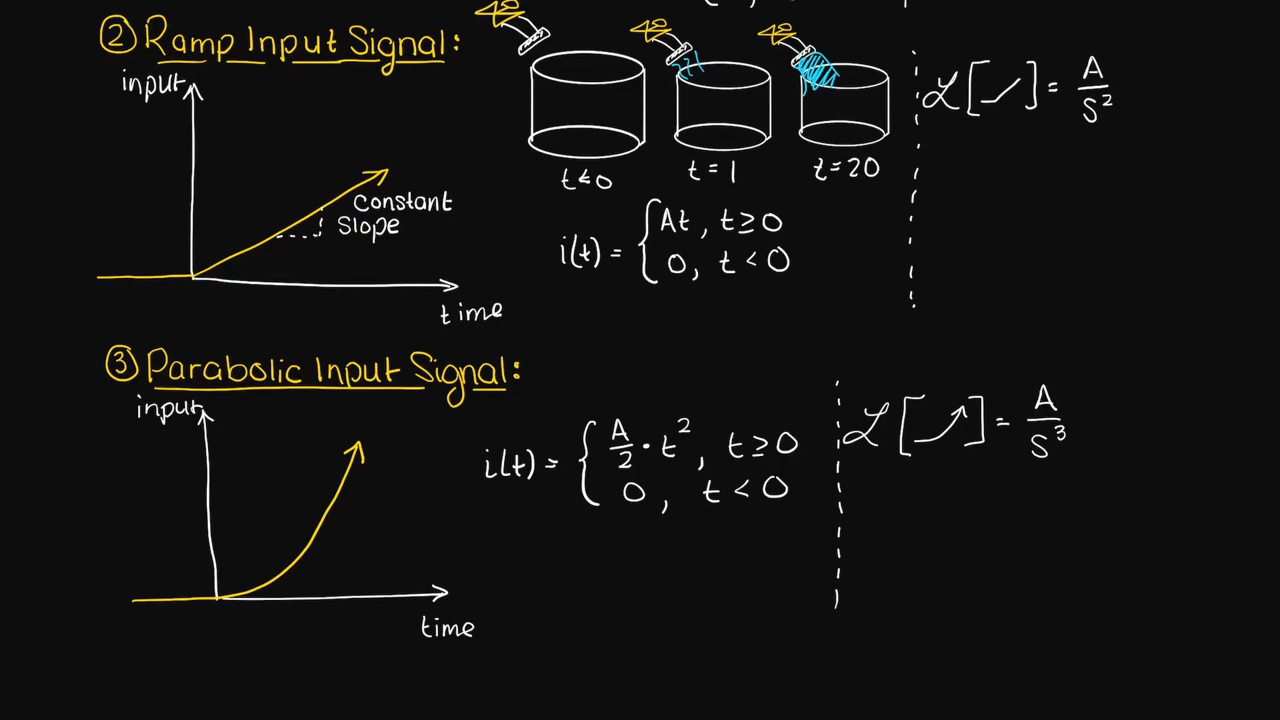 ② Ramp Input Signal:
input
constant
slope
time
t<0
t = 1
t = 20
i(t) = { At , t ≥ 0
0, t < 0
ℒ[ ] = A/s²
③ Parabolic Input Signal:
input
time
i(t) = { A/2 · t² , t ≥ 0
0 , t < 0
ℒ[ ] = A/s³